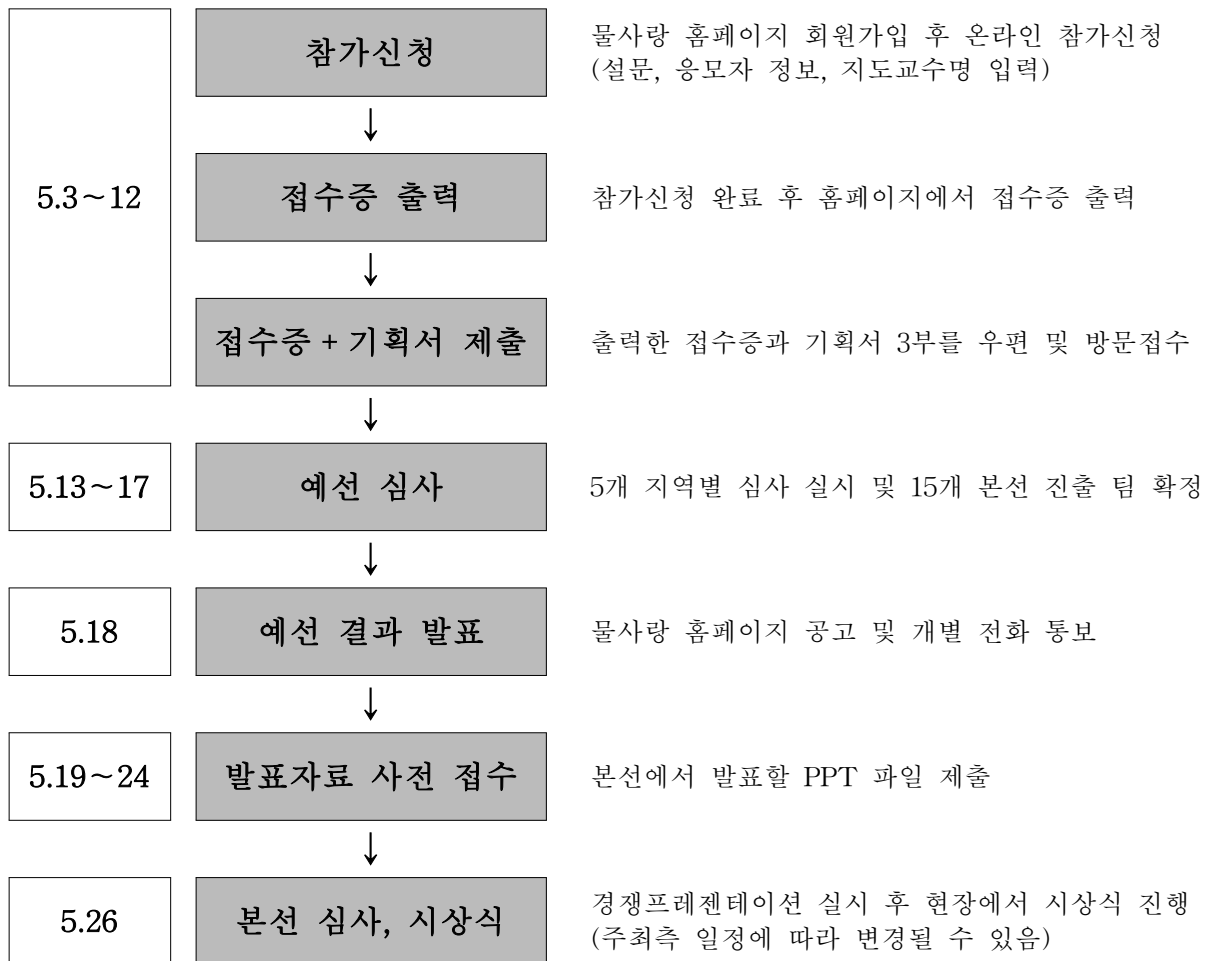 참가신청
물사랑 홈페이지 회원가입 후 온라인 참가신청
(설문, 응모자 정보, 지도교수명 입력)
↓
5.3~12
접수증 출력
참가신청 완료 후 홈페이지에서 접수증 출력
↓
접수증 + 기획서 제출
출력한 접수증과 기획서 3부를 우편 및 방문접수
↓
5.13~17
예선 심사
5개 지역별 심사 실시 및 15개 본선 진출 팀 확정
↓
5.18
예선 결과 발표
물사랑 홈페이지 공고 및 개별 전화 통보
↓
5.19~24
발표자료 사전 접수
본선에서 발표할 PPT 파일 제출
↓
5.26
본선 심사, 시상식
경쟁프레젠테이션 실시 후 현장에서 시상식 진행
(주최측 일정에 따라 변경될 수 있음)